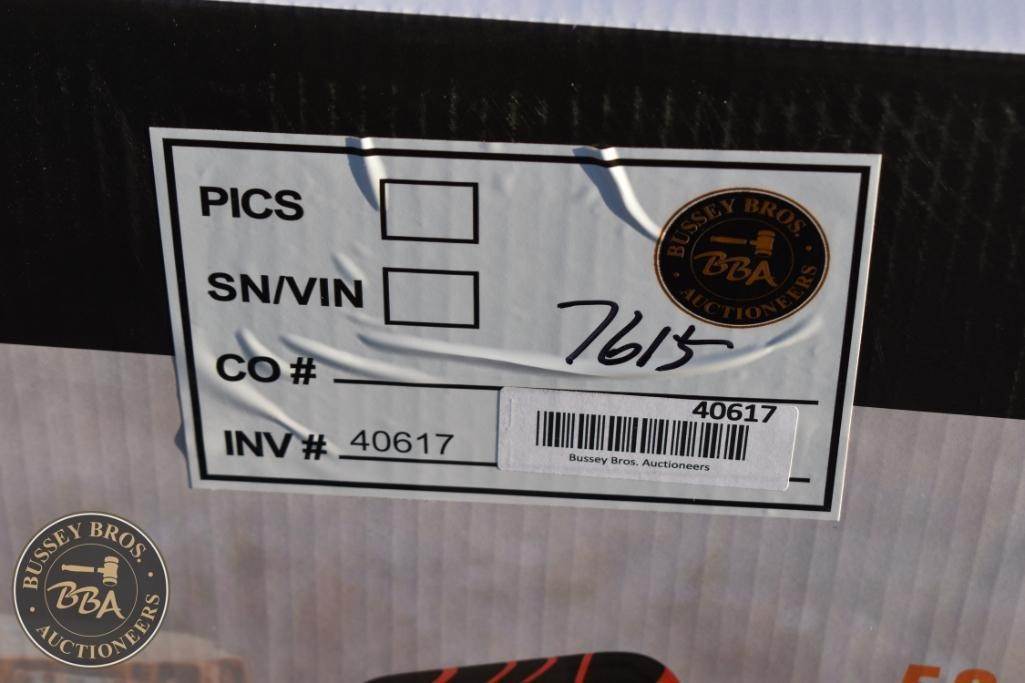 PICS
SN/VIN
CO #
7615
INV # 40617
40617
Bussey Bros. Auctioneers
BUSSEY BROS.
BBA
AUCTIONEERS
BUSSEY BROS.
BBA
AUCTIONEERS